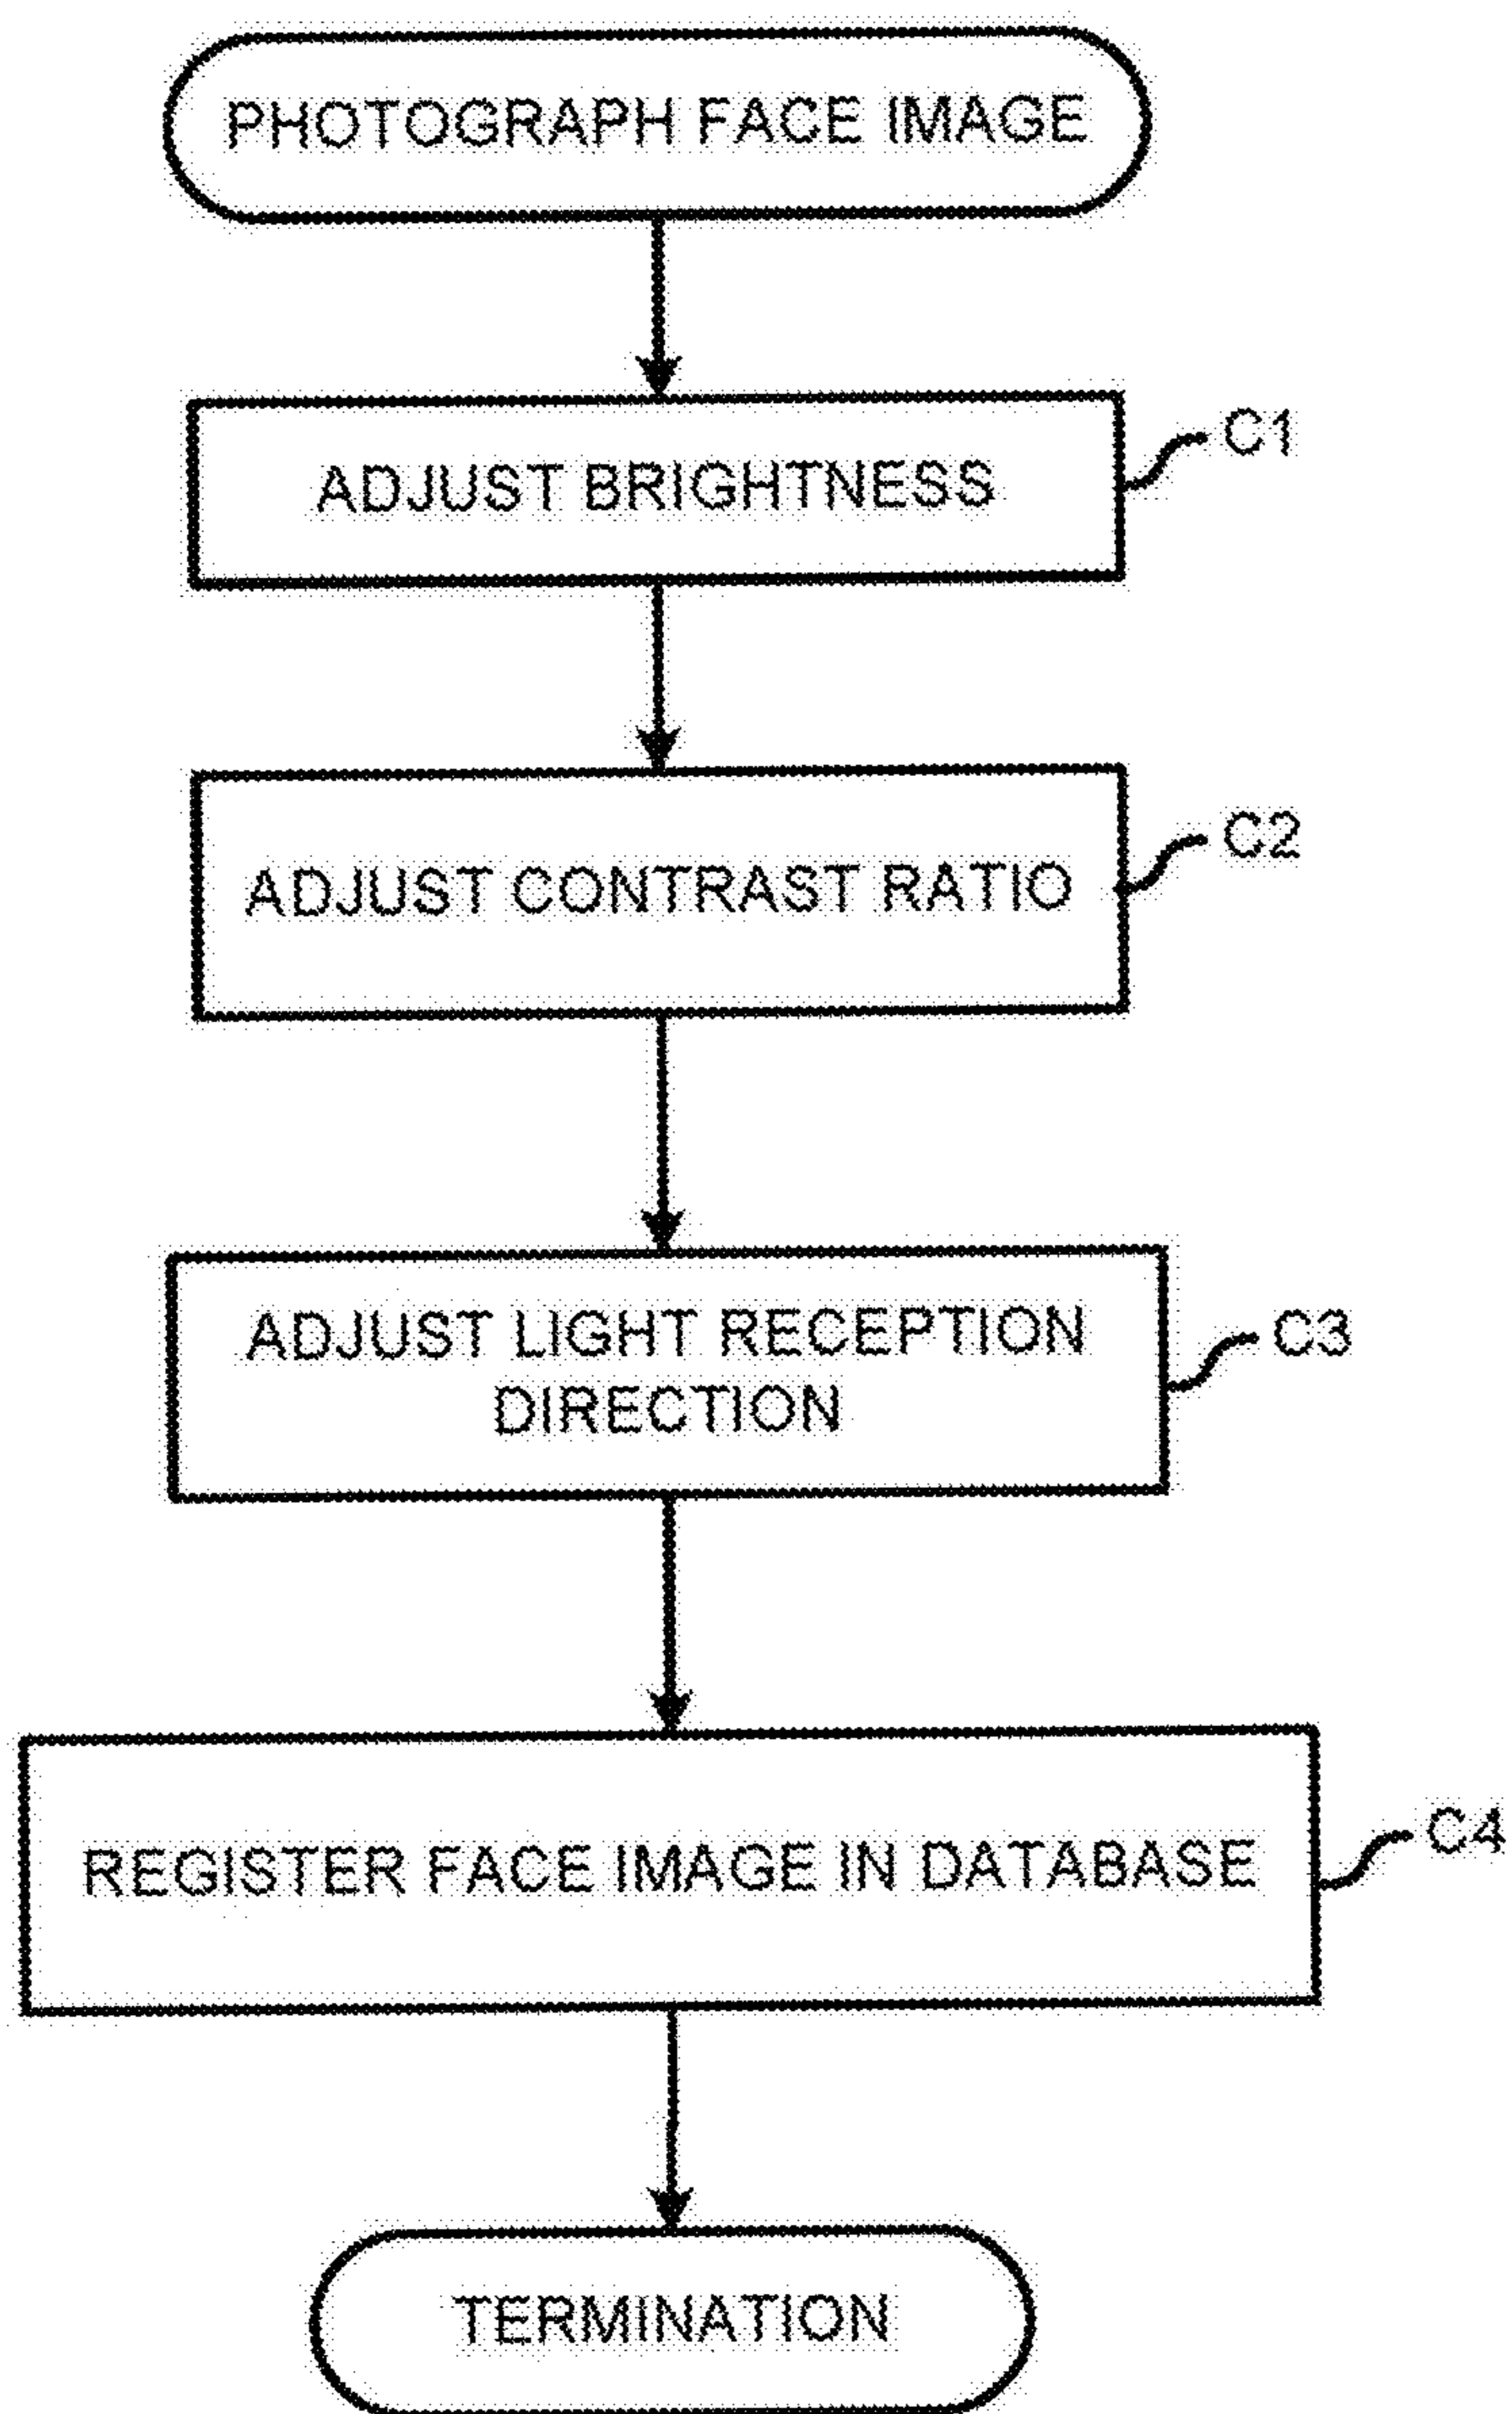 PHOTOGRAPH FACE IMAGE
ADJUST BRIGHTNESS
C1
ADJUST CONTRAST RATIO
C2
ADJUST LIGHT RECEPTION
DIRECTION
C3
REGISTER FACE IMAGE IN DATABASE
C4
TERMINATION